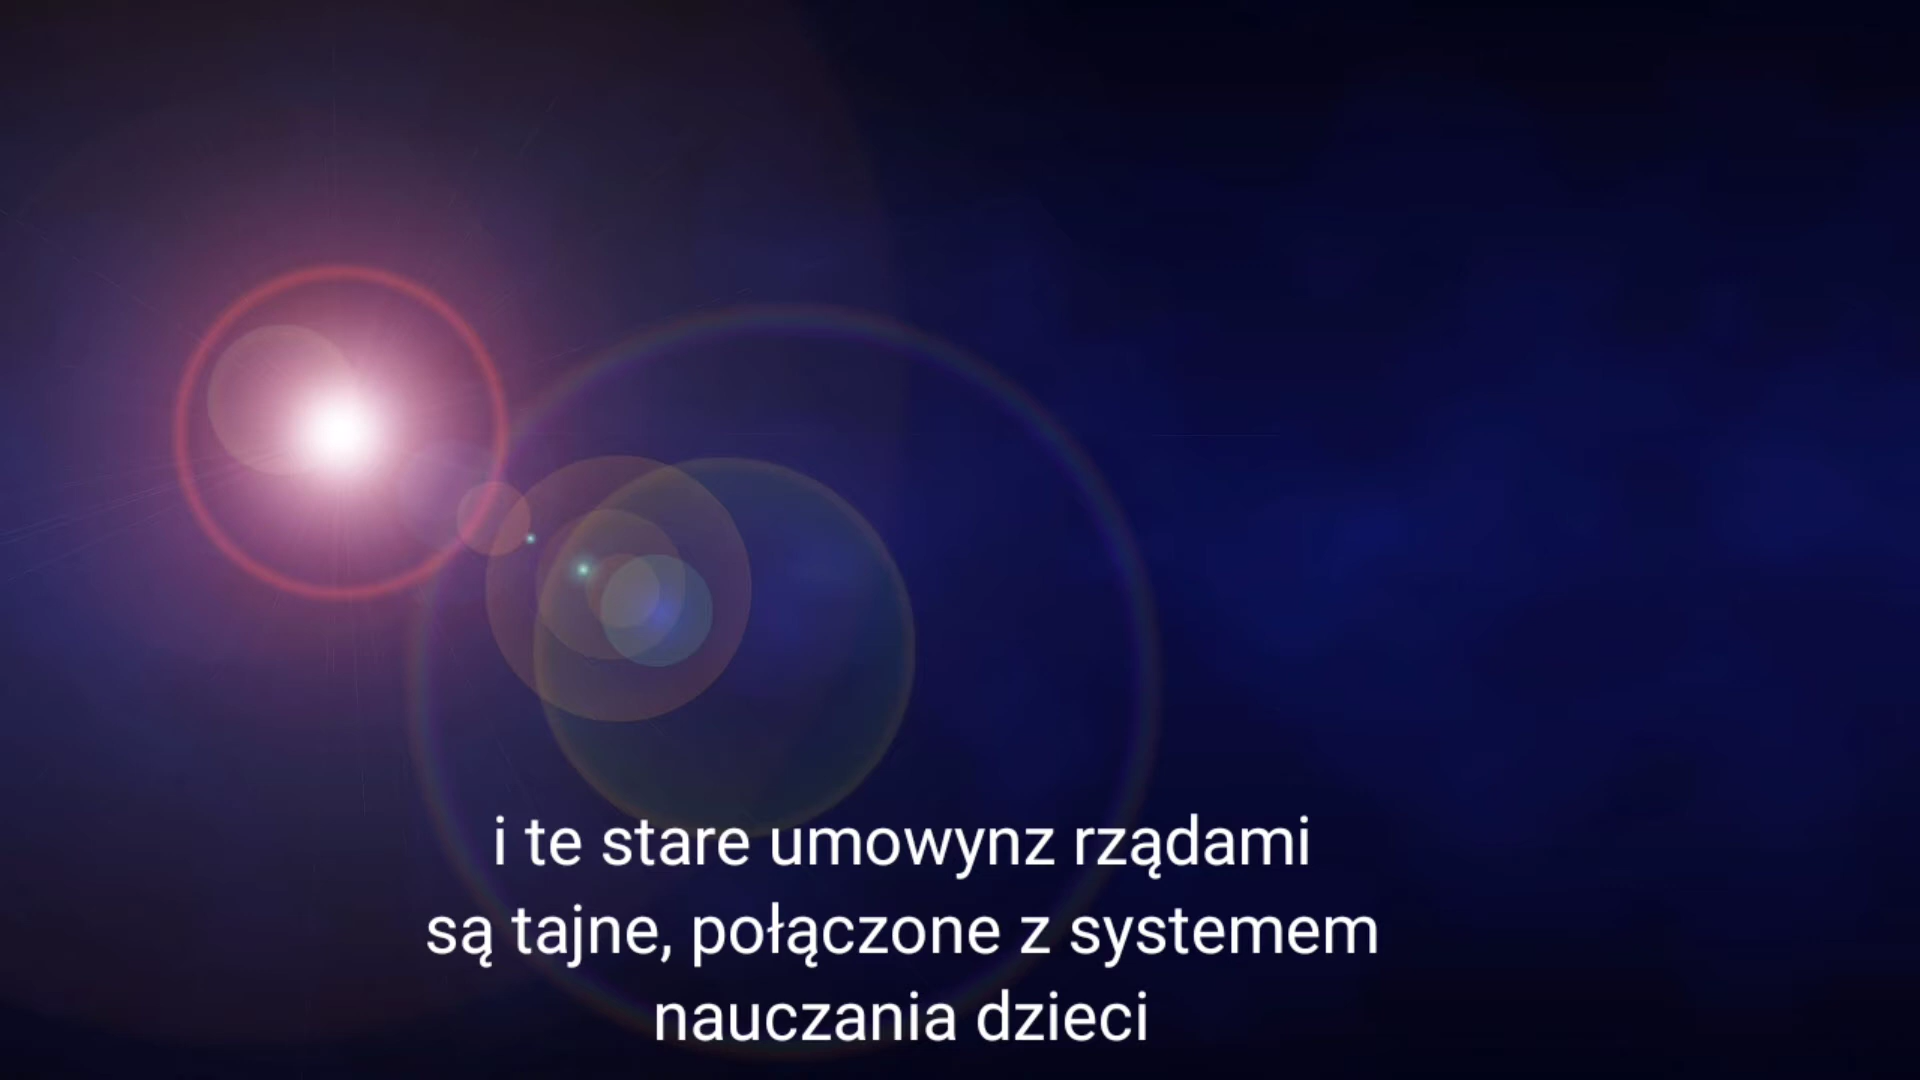 i te stare umowynz rządami
są tajne, połączone z systemem
nauczania dzieci